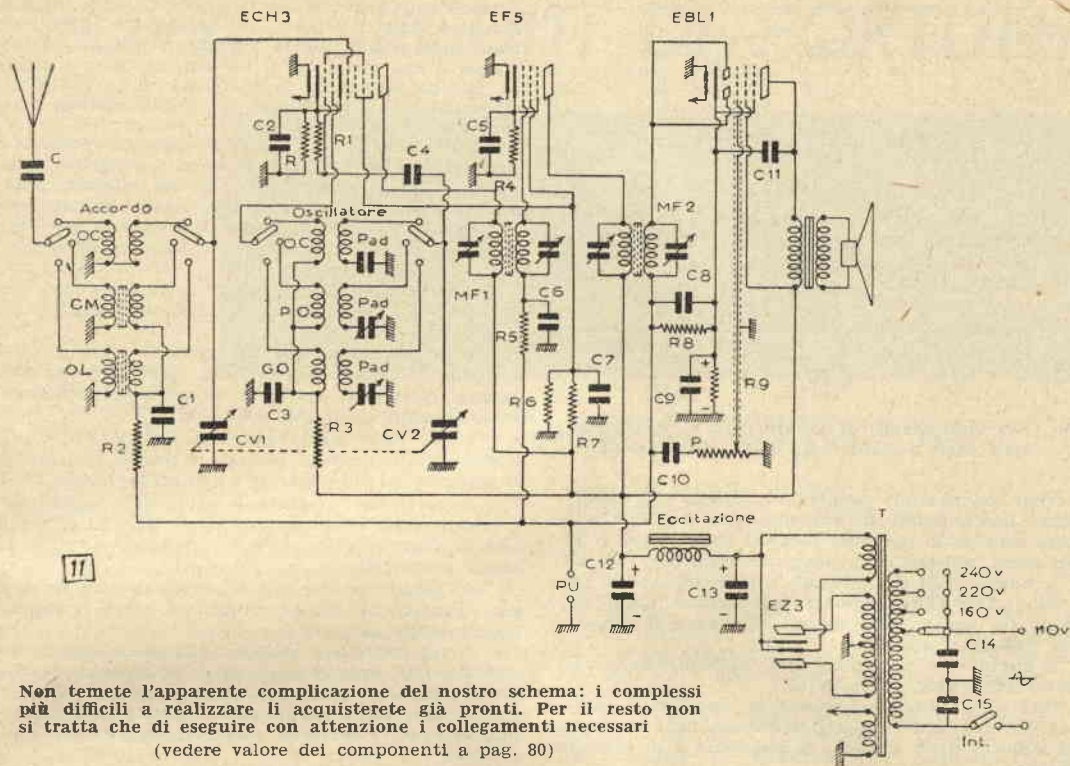 ECH3
EF5
EBL1
C
C2
R
R1
C4
C5
R4
C11
Accordo
OC
CM
OL
Oscillatore
O.C
P.O
GO
Pad
Pad
Pad
MF1
MF2
C6
R5
C8
R8
C7
R6
R7
C9
+
-
R9
C1
R2
CV1
C3
R3
CV2
C10
P
Eccitazione
C12
+
-
C13
+
-
PU
EZ3
T
240v
220v
160v
110v
C14
C15
Int.
11
Non temete l'apparente complicazione del nostro schema: i complessi
più difficili a realizzare li acquisterete già pronti. Per il resto non
si tratta che di eseguire con attenzione i collegamenti necessari
(vedere valore dei componenti a pag. 80)